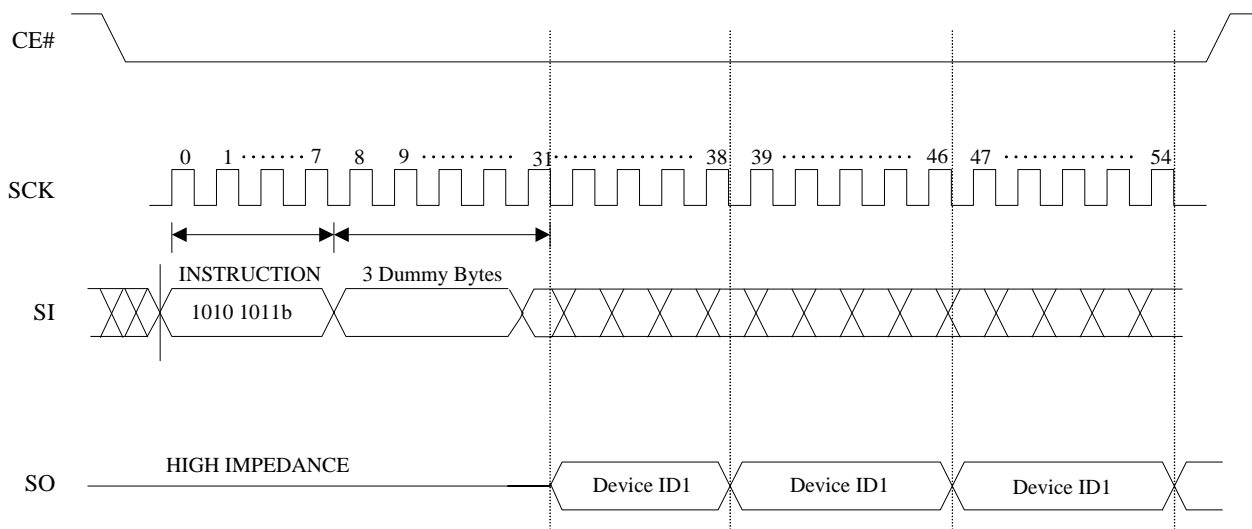 CE#
0 1 ······· 7 8 9 ·········· 31 ················ 38 39 ·············· 46 47 ·············· 54
SCK
INSTRUCTION 3 Dummy Bytes
SI 1010 1011b
HIGH IMPEDANCE
SO Device ID1 Device ID1 Device ID1